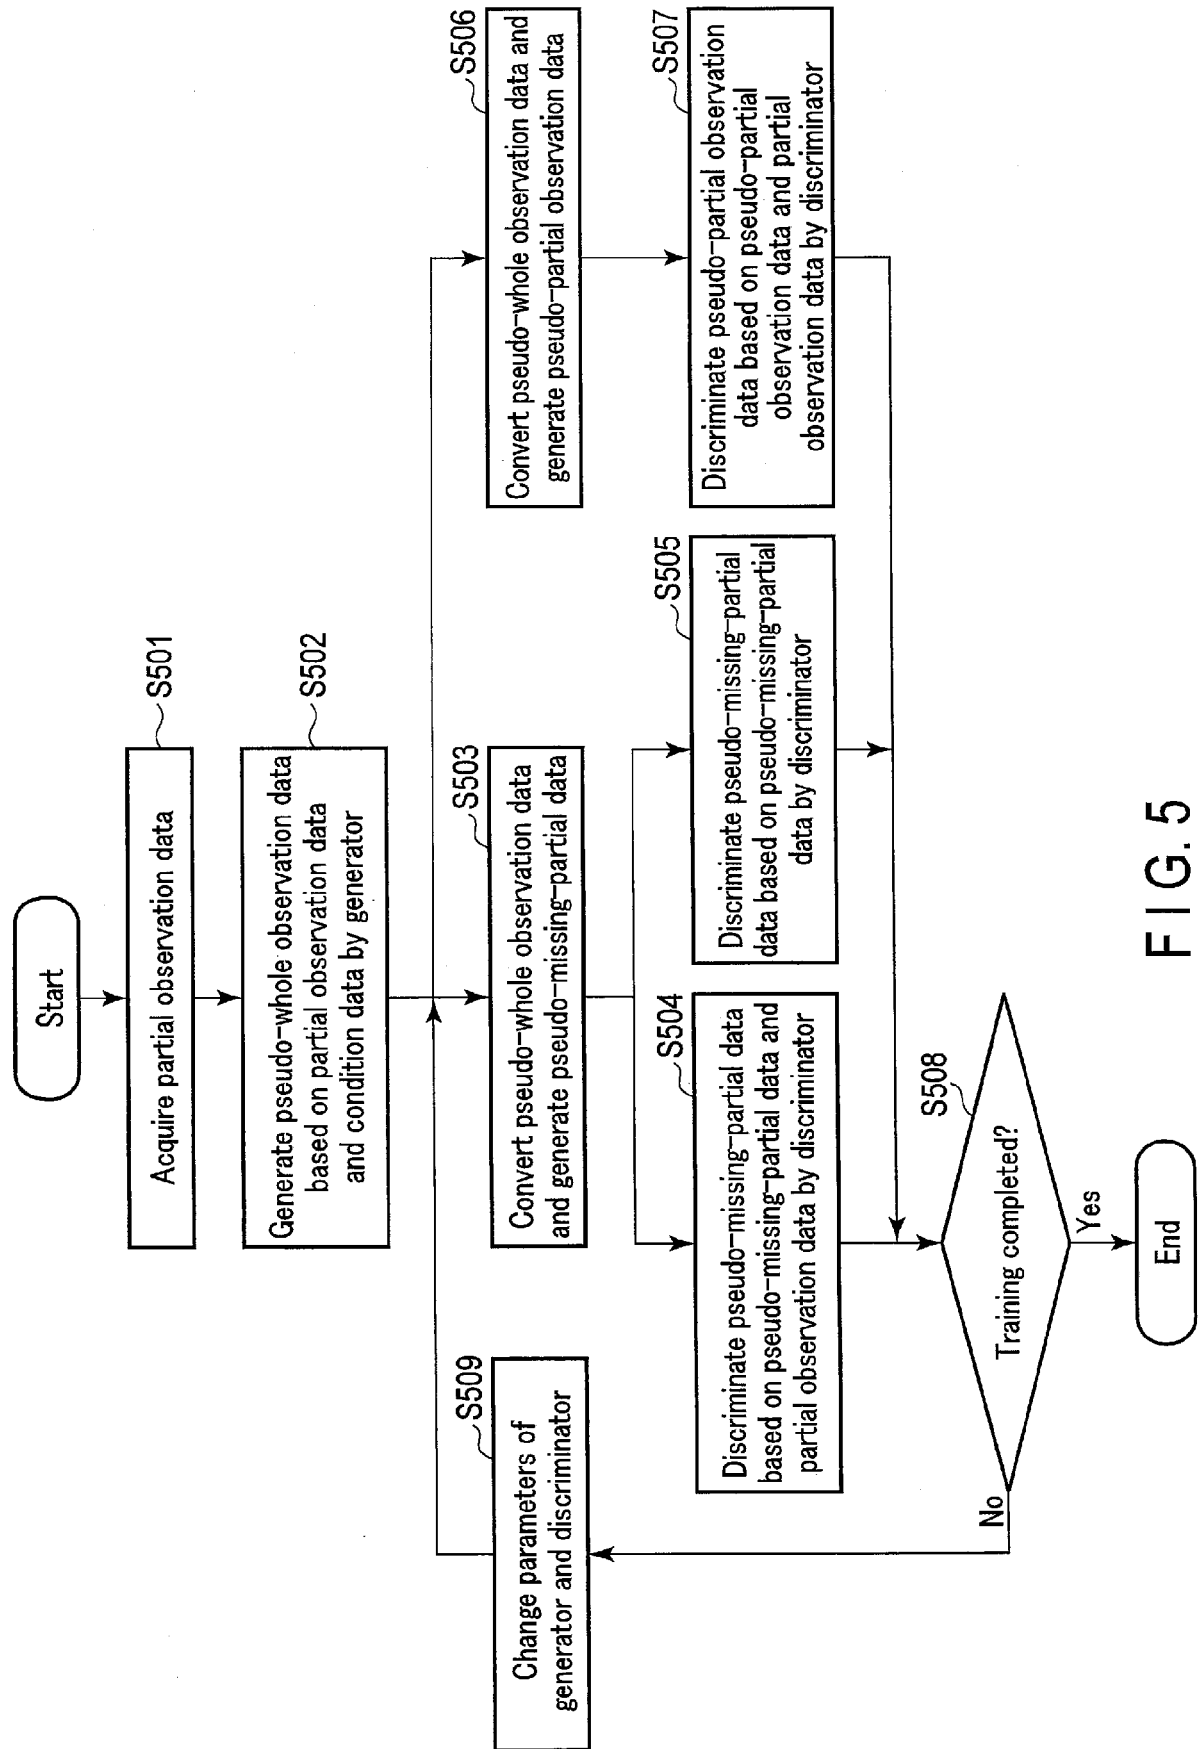 Start
S501
Acquire partial observation data
S502
Generate pseudo-whole observation data
based on partial observation data
and condition data by generator
S503
Convert pseudo-whole observation data
and generate pseudo-missing-partial data
S504
Discriminate pseudo-missing-partial data
based on pseudo-missing-partial data and
partial observation data by discriminator
S505
Discriminate pseudo-missing-partial
data based on pseudo-missing-partial
data by discriminator
S506
Convert pseudo-whole observation data and
generate pseudo-partial observation data
S507
Discriminate pseudo-partial observation
data based on pseudo-partial
observation data and partial
observation data by discriminator
S508
Training completed?
No
Yes
S509
Change parameters of
generator and discriminator
End
FIG. 5